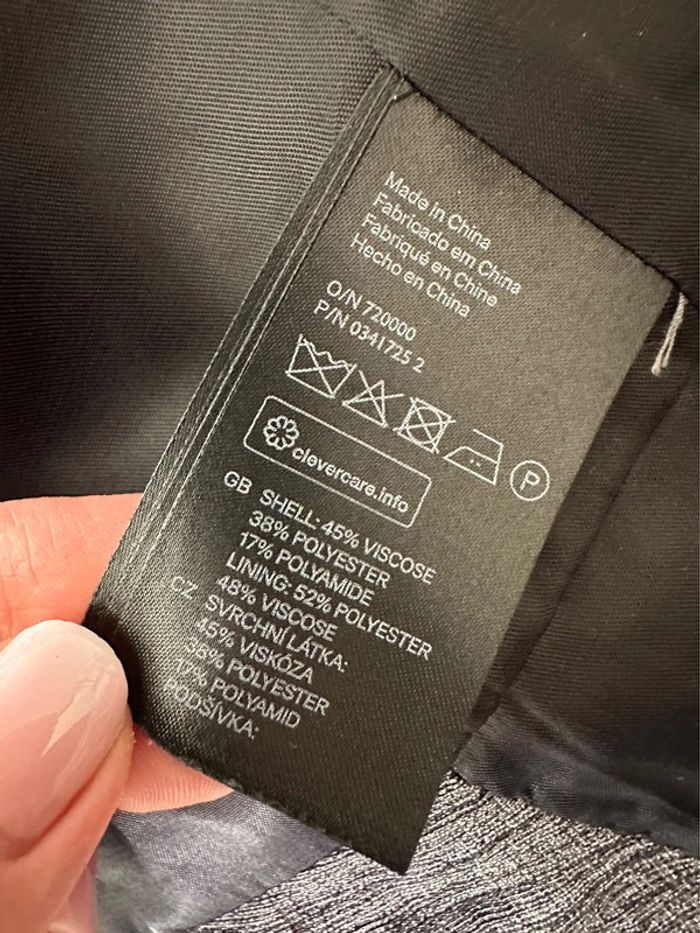 Made in China
Fabricado em China
Fabriqué en Chine
Hecho en China
O/N 720000
P/N 0341725 2
P
clevercare.info
GB SHELL: 45% VISCOSE
38% POLYESTER
17% POLYAMIDE
LINING: 52% POLYESTER
48% VISCOSE
CZ SVRCHNÍ LÁTKA:
45% VISKÓZA
38% POLYESTER
17% POLYAMID
PODŠÍVKA: